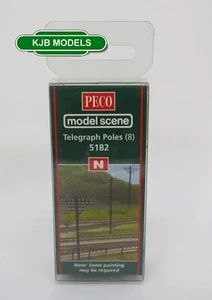 KJB MODELS
PECO
model scene
Telegraph Poles (8)
5182
N
Note: Some painting
may be required